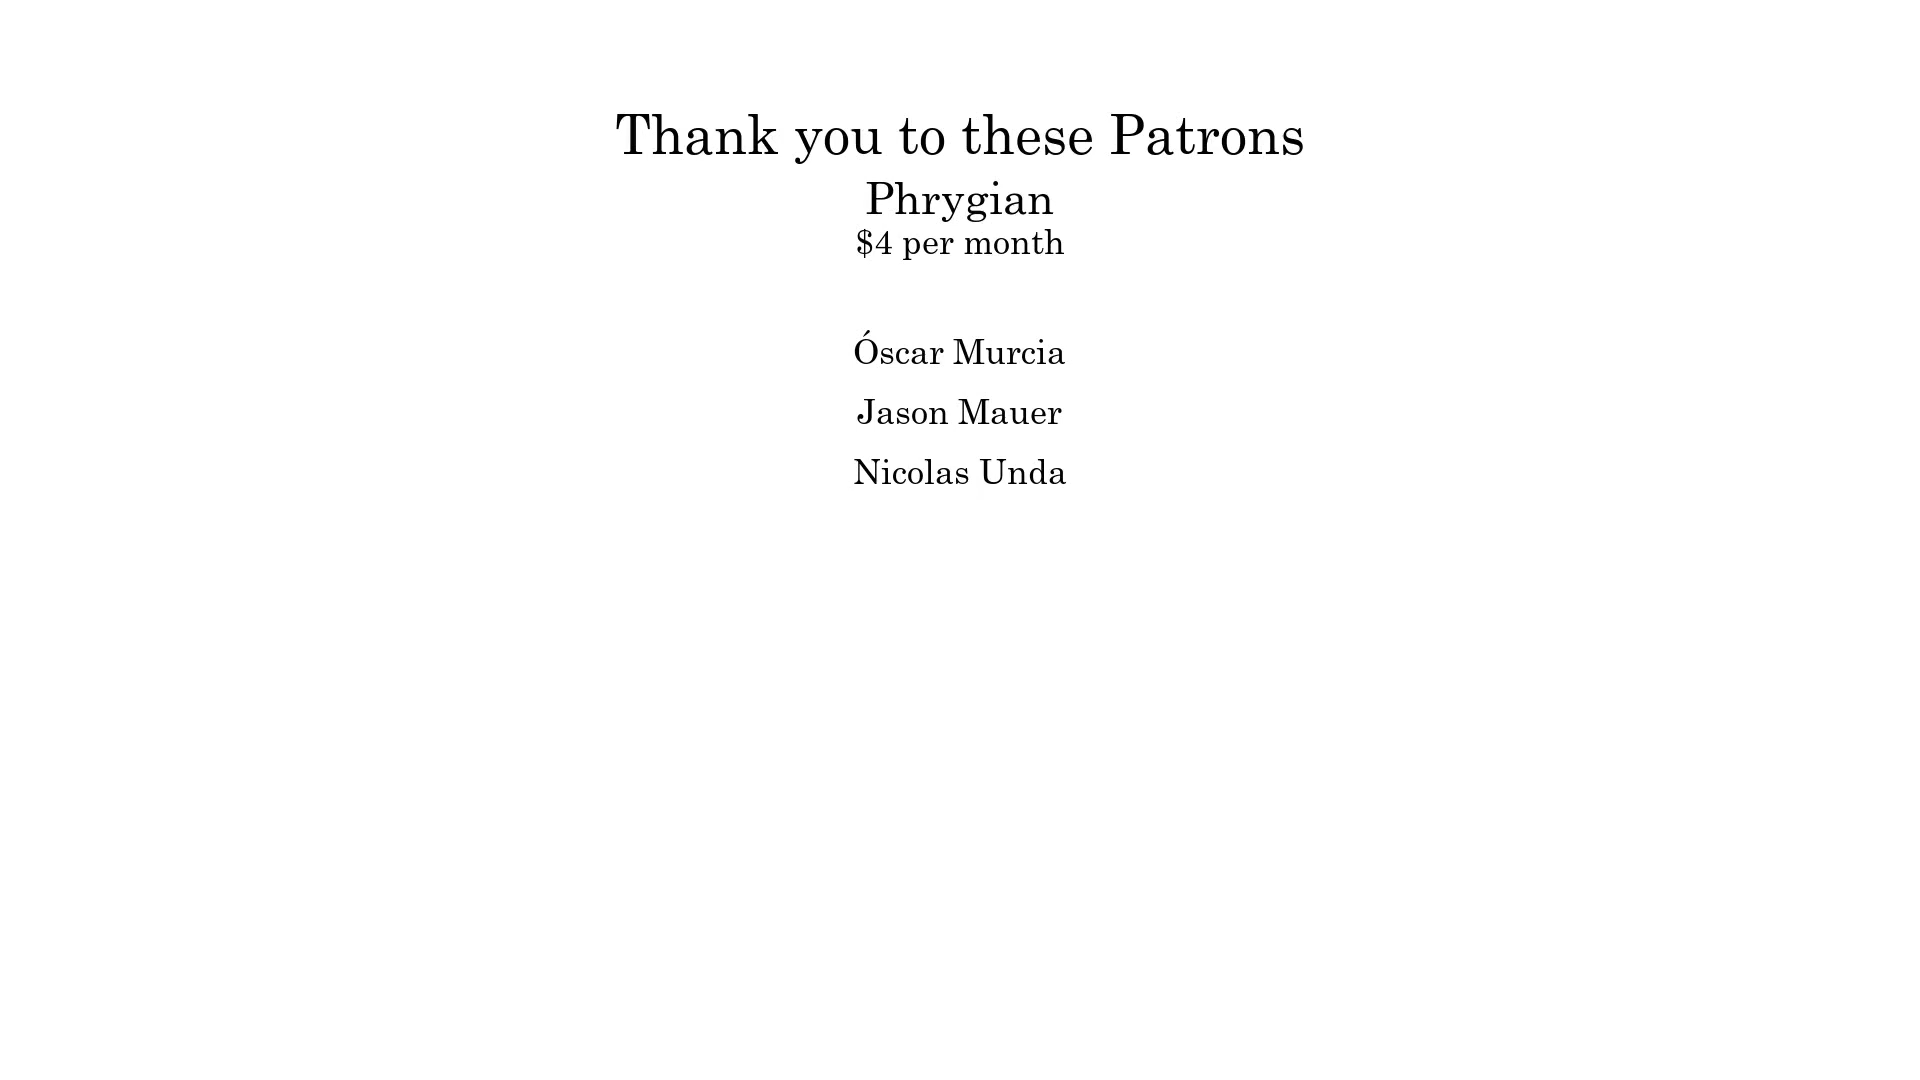 Thank you to these Patrons
Phrygian
$4 per month
Óscar Murcia
Jason Mauer
Nicolas Unda